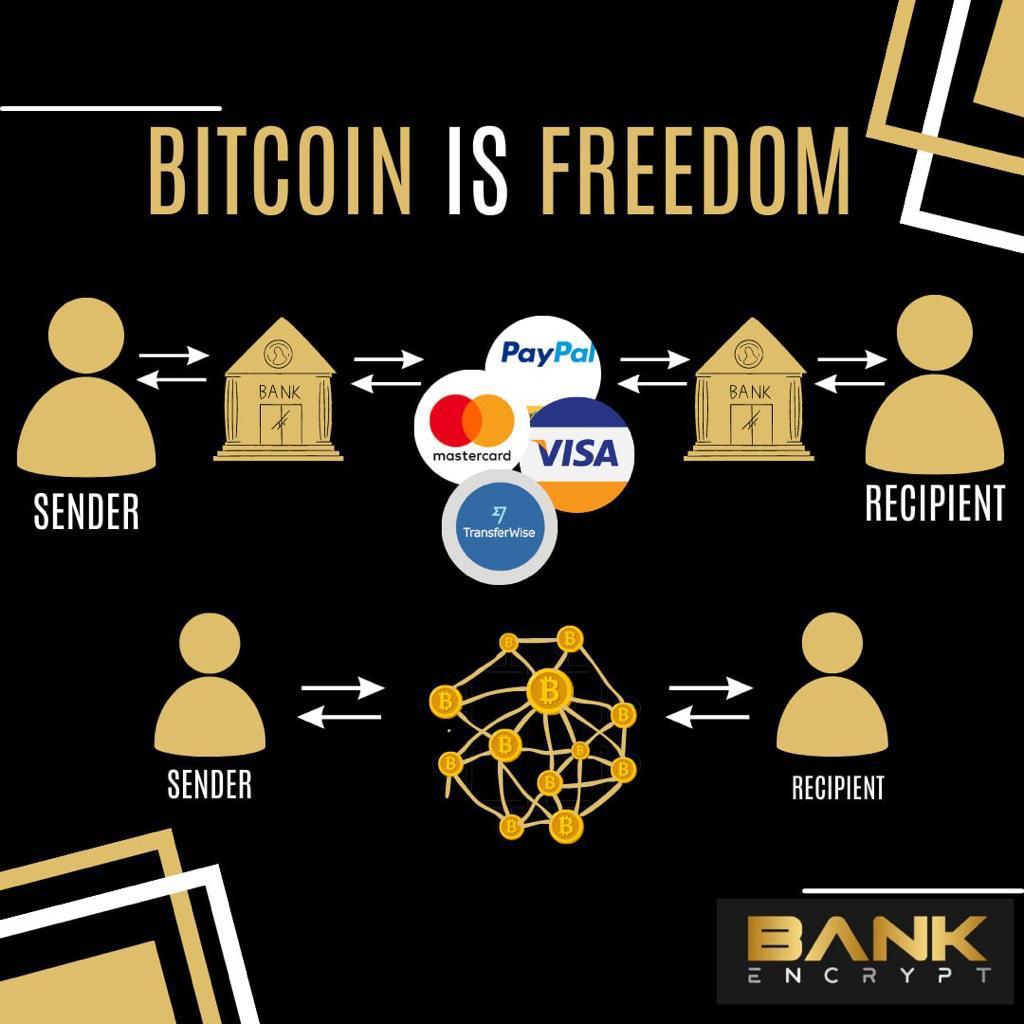 BITCOIN IS FREEDOM
PayPal
BANK
BANK
mastercard
VISA
TransferWise
SENDER
RECIPIENT
SENDER
RECIPIENT
BANK
ENCRYPT